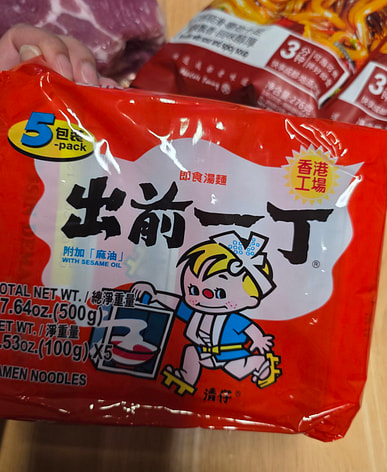 3分
5包裝
-pack
香港
工場
即食湯麵
出前一丁
®
附加「麻油」
WITH SESAME OIL
TOTAL NET WT. / 總淨重量
7.64oz.(500g)
NET WT. / 淨重量
.53oz.(100g) X5
AMEN NOODLES
清仔®